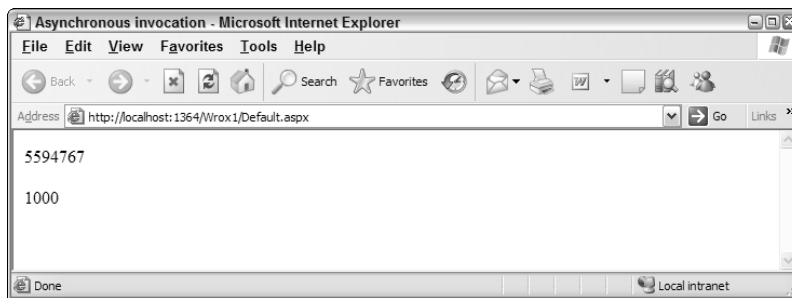 Asynchronous invocation - Microsoft Internet Explorer
File Edit View Favorites Tools Help
Back Search Favorites
Address http://localhost:1364/Wrox1/Default.aspx Go Links »
5594767
1000
Done Local intranet